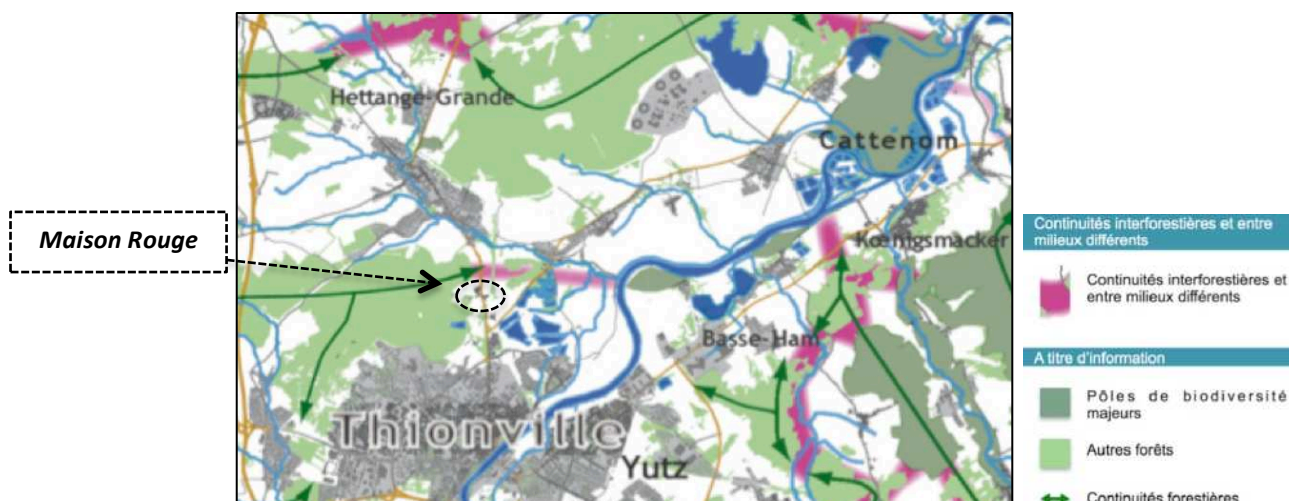 Hettange-Grande
Cattenom
Maison Rouge
Kœnigsmacker
Basse-Ham
Thionville
Yutz
Continuités interforestières et entre
milieux différents
Continuités interforestières et
entre milieux différents
A titre d'information
Pôles de biodiversité
majeurs
Autres forêts
Continuités forestières